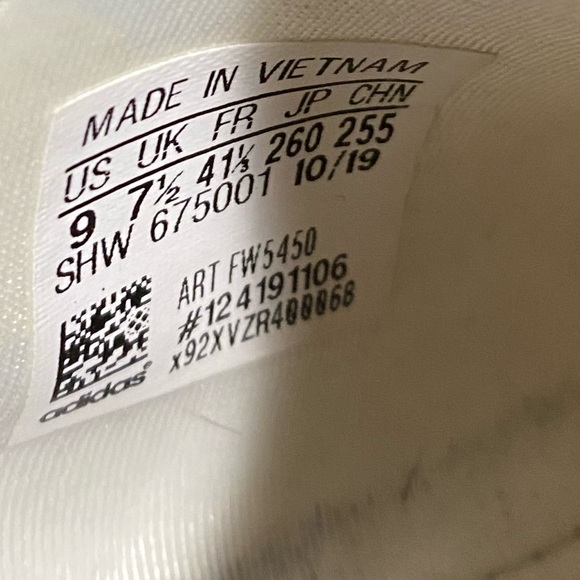 MADE IN VIETNAM
US UK FR JP CHN
9 7½ 41⅓ 260 255
SHW 675001 10/19
ART FW5450
#124191106
x92XVZR400068
adidas®